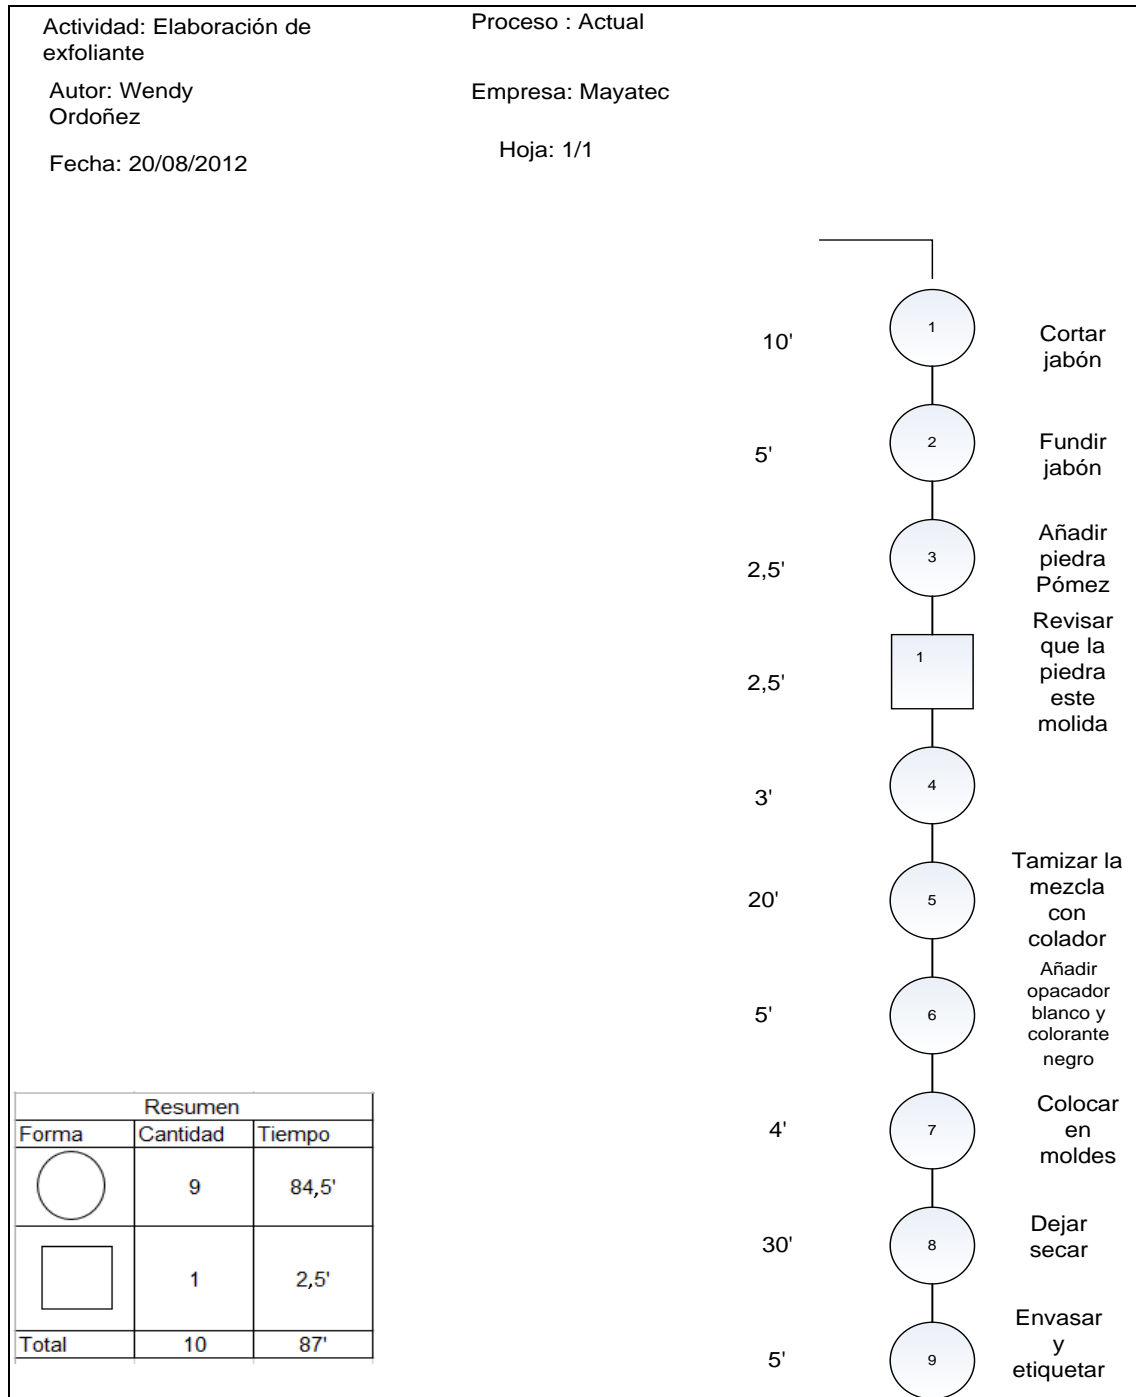 Actividad: Elaboración de
exfoliante
Proceso : Actual
Autor: Wendy
Ordoñez
Empresa: Mayatec
Fecha: 20/08/2012
Hoja: 1/1
10'
1
Cortar
jabón
5'
2
Fundir
jabón
2,5'
3
Añadir
piedra
Pómez
2,5'
1
Revisar
que la
piedra
este
molida
3'
4
20'
5
Tamizar la
mezcla
con
colador
5'
6
Añadir
opacador
blanco y
colorante
negro
4'
7
Colocar
en
moldes
30'
8
Dejar
secar
5'
9
Envasar
y
etiquetar
Resumen
Forma Cantidad Tiempo
9 84,5'
1 2,5'
Total 10 87'